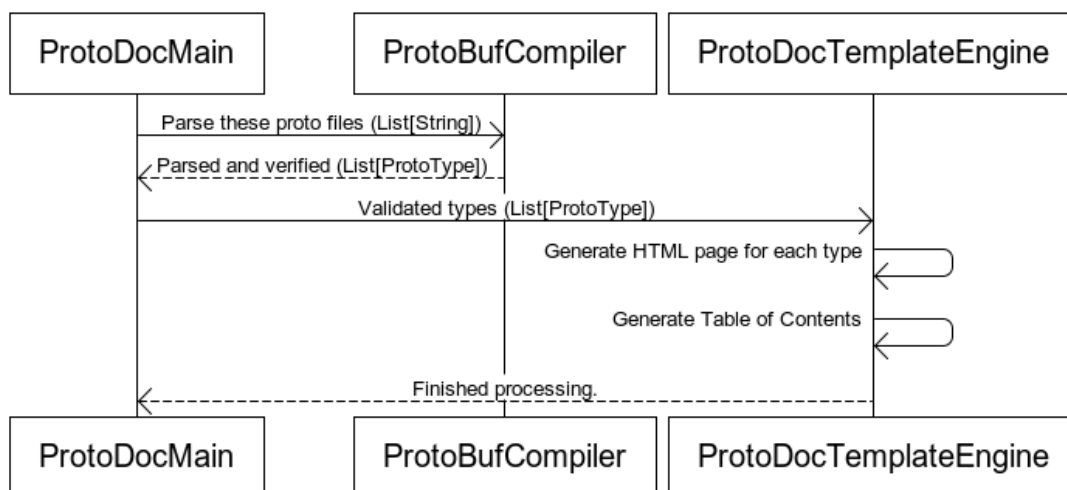 ProtoDocMain
ProtoBufCompiler
ProtoDocTemplateEngine
Parse these proto files (List[String])
Parsed and verified (List[ProtoType])
Validated types (List[ProtoType])
Generate HTML page for each type
Generate Table of Contents
Finished processing.
ProtoDocMain
ProtoBufCompiler
ProtoDocTemplateEngine